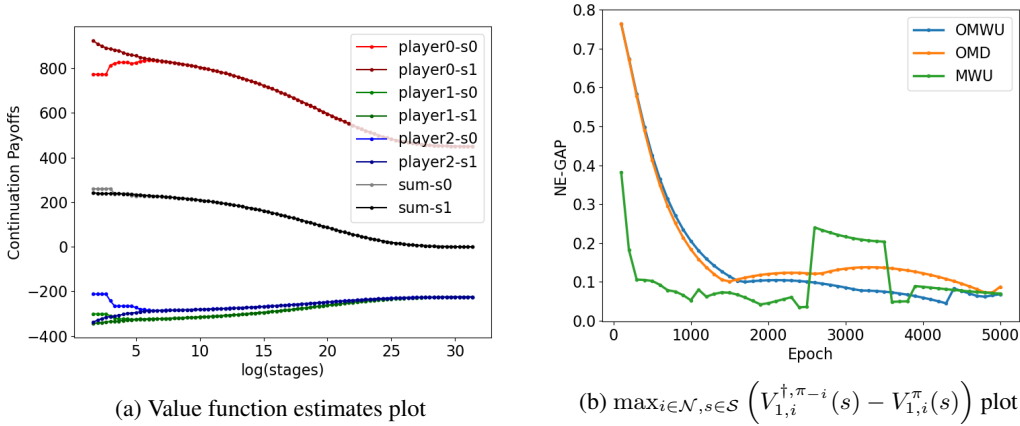 Continuation Payoffs
800
600
400
200
0
−200
−400
5
10
15
20
25
30
log(stages)
player0-s0
player0-s1
player1-s0
player1-s1
player2-s0
player2-s1
sum-s0
sum-s1
(a) Value function estimates plot
NE-GAP
0.8
0.7
0.6
0.5
0.4
0.3
0.2
0.1
0.0
0
1000
2000
3000
4000
5000
Epoch
OMWU
OMD
MWU
(b) max_{i∈𝒩,s∈𝒮} (V_{1,i}^{†,π_{−i}}(s) − V_{1,i}^{π}(s)) plot